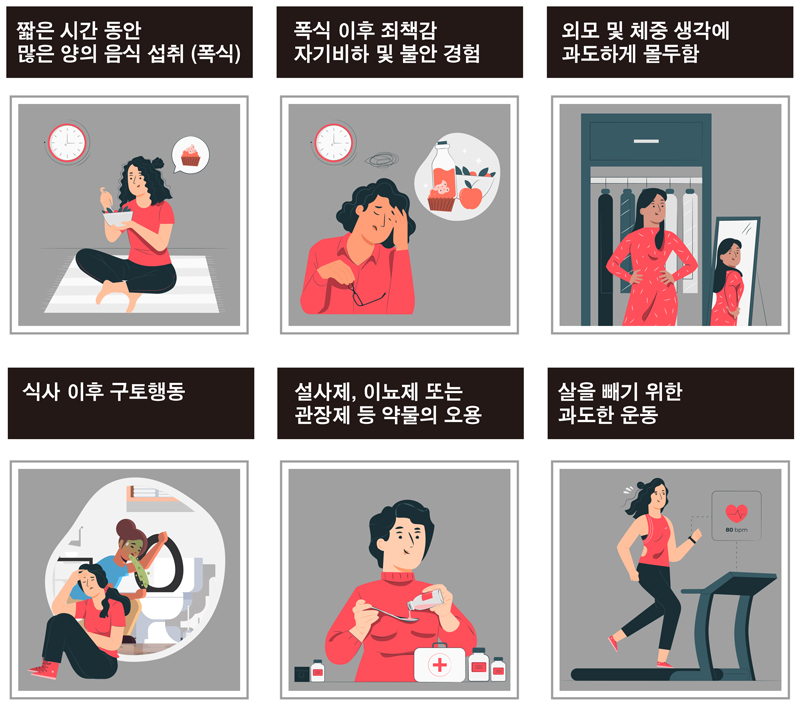 짧은 시간 동안
많은 양의 음식 섭취 (폭식)
폭식 이후 죄책감
자기비하 및 불안 경험
외모 및 체중 생각에
과도하게 몰두함
식사 이후 구토행동
설사제, 이뇨제 또는
관장제 등 약물의 오용
살을 빼기 위한
과도한 운동
80 bpm